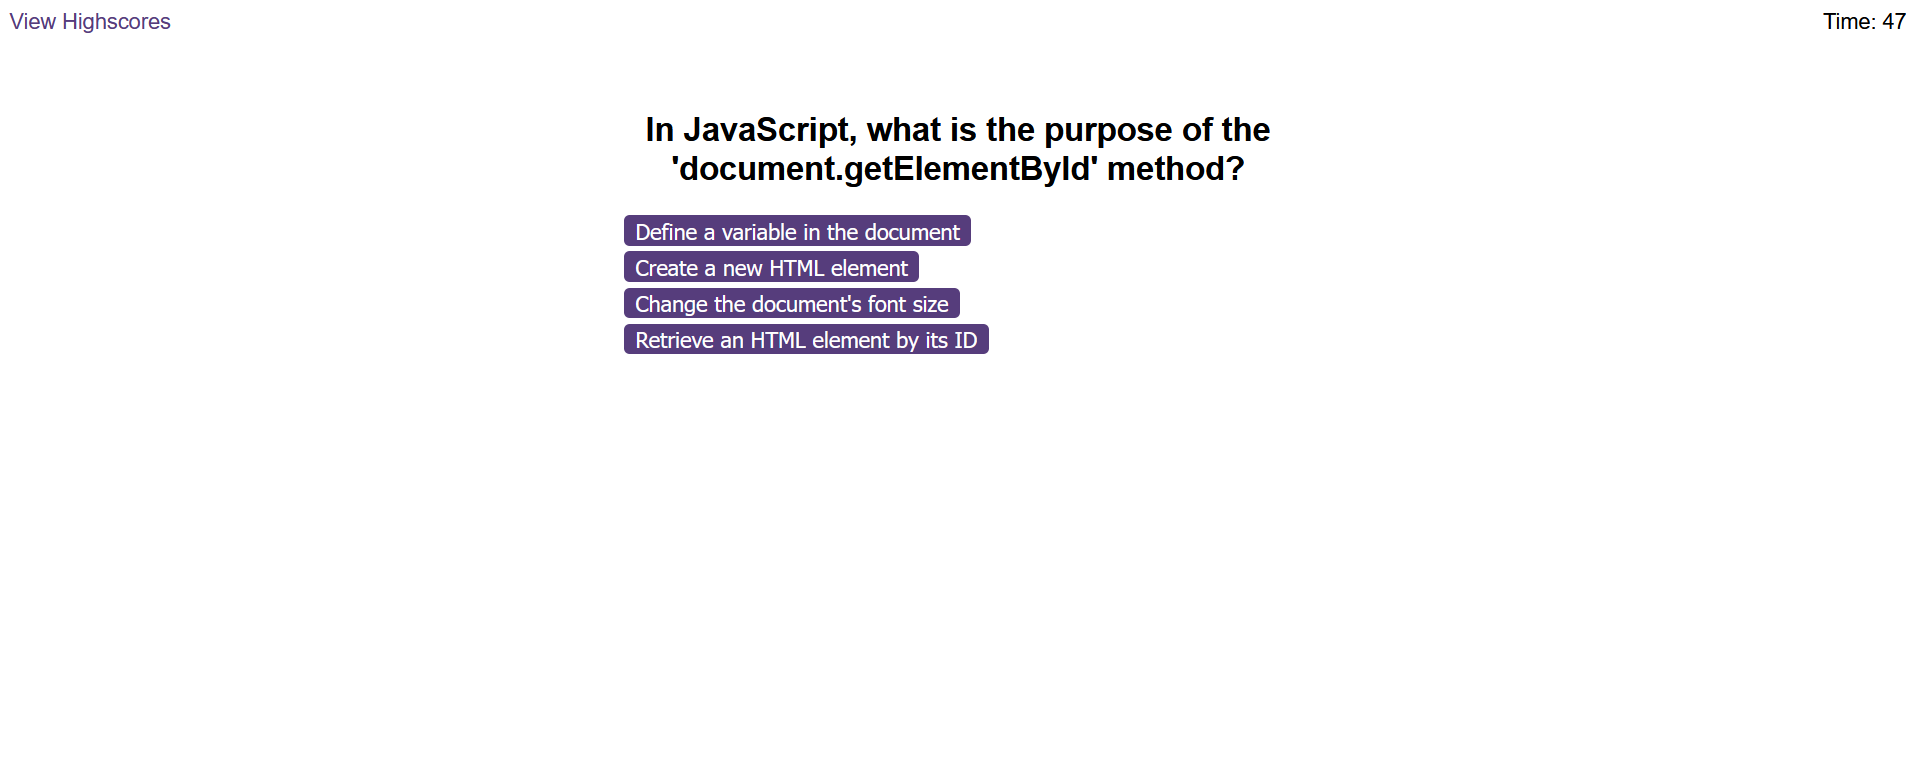 View Highscores
Time: 47
In JavaScript, what is the purpose of the
'document.getElementById' method?
Define a variable in the document
Create a new HTML element
Change the document's font size
Retrieve an HTML element by its ID